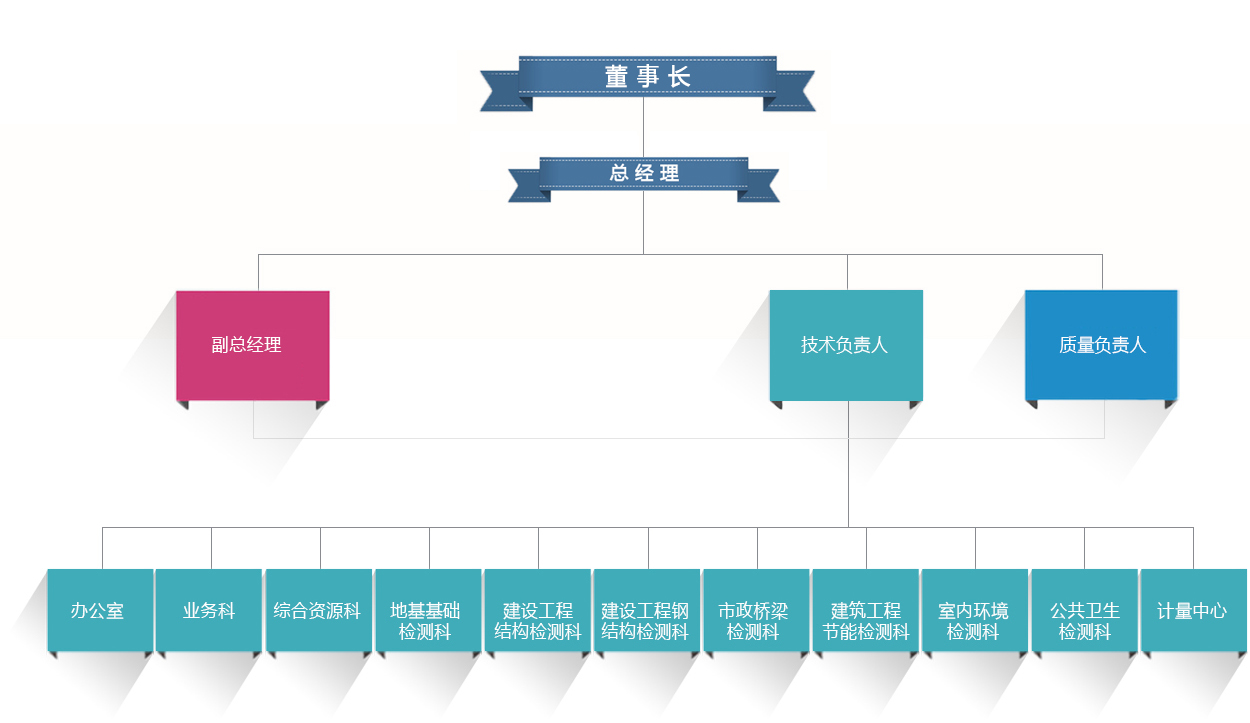 董事长
总经理
副总经理
技术负责人
质量负责人
办公室
业务科
综合资源科
地基基础
检测科
建设工程
结构检测科
建设工程钢
结构检测科
市政桥梁
检测科
建筑工程
节能检测科
室内环境
检测科
公共卫生
检测科
计量中心